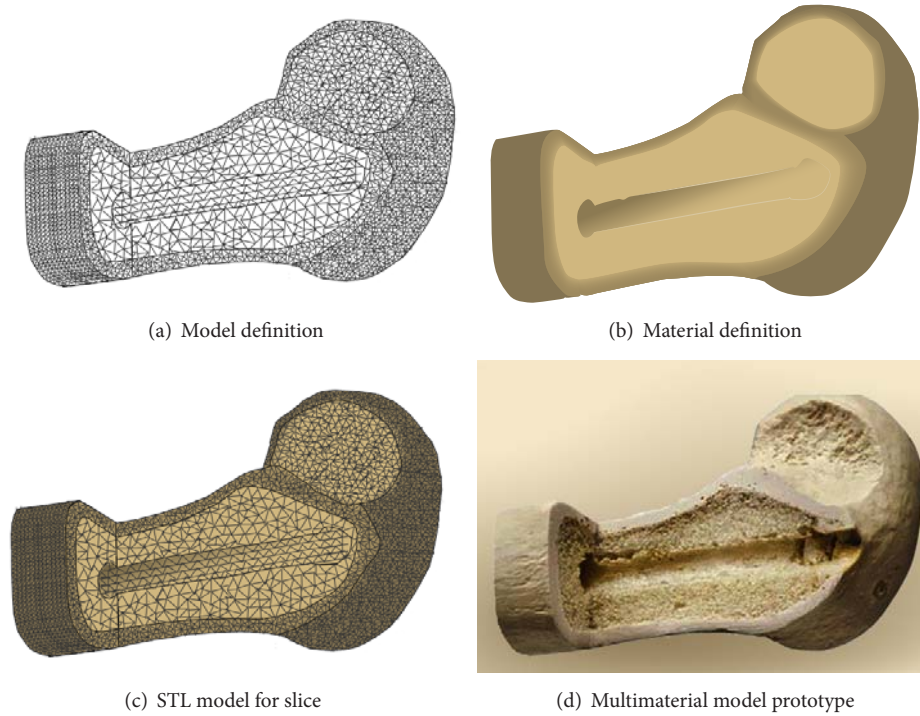 (a) Model definition
(b) Material definition
(c) STL model for slice
(d) Multimaterial model prototype